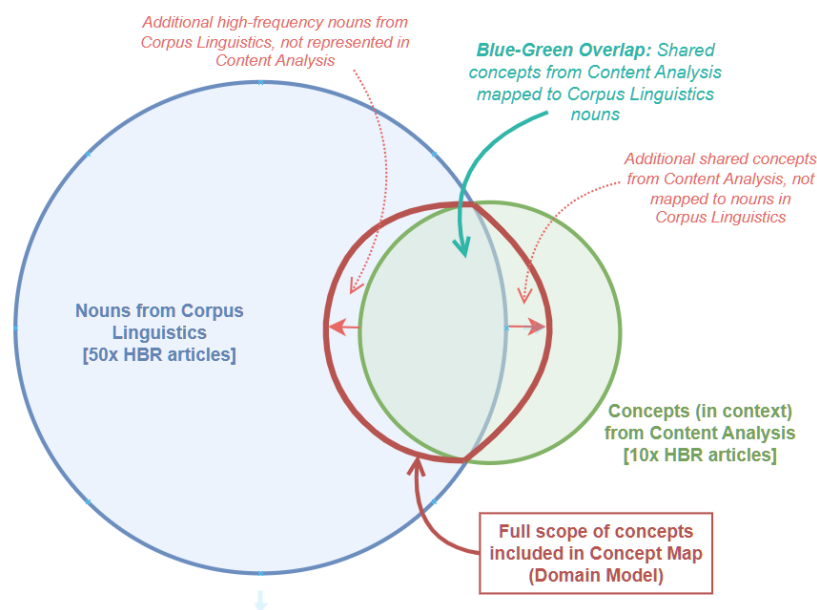 Additional high-frequency nouns from
Corpus Linguistics, not represented in
Content Analysis
Blue-Green Overlap: Shared
concepts from Content Analysis
mapped to Corpus Linguistics
nouns
Additional shared concepts
from Content Analysis, not
mapped to nouns in
Corpus Linguistics
Nouns from Corpus
Linguistics
[50x HBR articles]
Concepts (in context)
from Content Analysis
[10x HBR articles]
Full scope of concepts
included in Concept Map
(Domain Model)